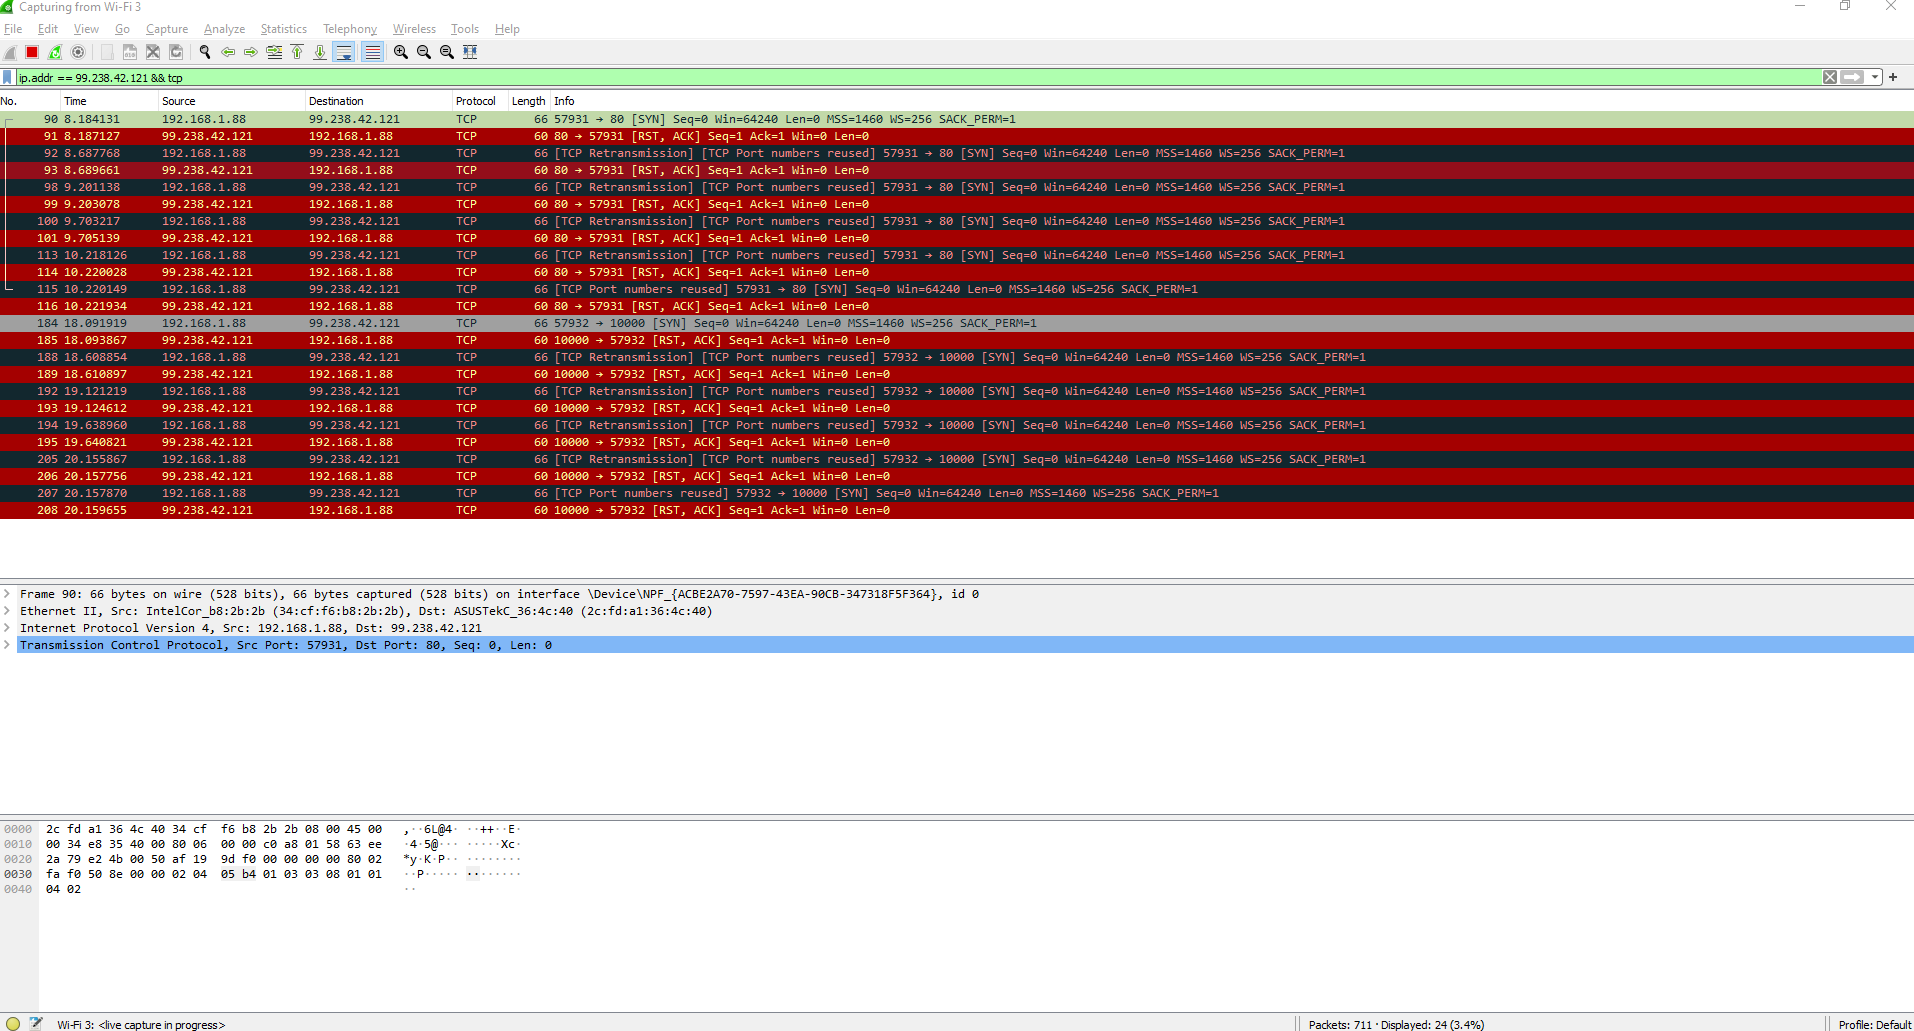 Capturing from Wi-Fi 3
File Edit View Go Capture Analyze Statistics Telephony Wireless Tools Help
ip.addr == 99.238.42.121 && tcp
No. Time Source Destination Protocol Length Info
90 8.184131 192.168.1.88 99.238.42.121 TCP 66 57931 → 80 [SYN] Seq=0 Win=64240 Len=0 MSS=1460 WS=256 SACK_PERM=1
91 8.187127 99.238.42.121 192.168.1.88 TCP 60 80 → 57931 [RST, ACK] Seq=1 Ack=1 Win=0 Len=0
92 8.687768 192.168.1.88 99.238.42.121 TCP 66 [TCP Retransmission] [TCP Port numbers reused] 57931 → 80 [SYN] Seq=0 Win=64240 Len=0 MSS=1460 WS=256 SACK_PERM=1
93 8.689661 99.238.42.121 192.168.1.88 TCP 60 80 → 57931 [RST, ACK] Seq=1 Ack=1 Win=0 Len=0
98 9.201138 192.168.1.88 99.238.42.121 TCP 66 [TCP Retransmission] [TCP Port numbers reused] 57931 → 80 [SYN] Seq=0 Win=64240 Len=0 MSS=1460 WS=256 SACK_PERM=1
99 9.203078 99.238.42.121 192.168.1.88 TCP 60 80 → 57931 [RST, ACK] Seq=1 Ack=1 Win=0 Len=0
100 9.703217 192.168.1.88 99.238.42.121 TCP 66 [TCP Retransmission] [TCP Port numbers reused] 57931 → 80 [SYN] Seq=0 Win=64240 Len=0 MSS=1460 WS=256 SACK_PERM=1
101 9.705139 99.238.42.121 192.168.1.88 TCP 60 80 → 57931 [RST, ACK] Seq=1 Ack=1 Win=0 Len=0
113 10.218126 192.168.1.88 99.238.42.121 TCP 66 [TCP Retransmission] [TCP Port numbers reused] 57931 → 80 [SYN] Seq=0 Win=64240 Len=0 MSS=1460 WS=256 SACK_PERM=1
114 10.220028 99.238.42.121 192.168.1.88 TCP 60 80 → 57931 [RST, ACK] Seq=1 Ack=1 Win=0 Len=0
115 10.220149 192.168.1.88 99.238.42.121 TCP 66 [TCP Port numbers reused] 57931 → 80 [SYN] Seq=0 Win=64240 Len=0 MSS=1460 WS=256 SACK_PERM=1
116 10.221934 99.238.42.121 192.168.1.88 TCP 60 80 → 57931 [RST, ACK] Seq=1 Ack=1 Win=0 Len=0
184 18.091919 192.168.1.88 99.238.42.121 TCP 66 57932 → 10000 [SYN] Seq=0 Win=64240 Len=0 MSS=1460 WS=256 SACK_PERM=1
185 18.093867 99.238.42.121 192.168.1.88 TCP 60 10000 → 57932 [RST, ACK] Seq=1 Ack=1 Win=0 Len=0
188 18.608854 192.168.1.88 99.238.42.121 TCP 66 [TCP Retransmission] [TCP Port numbers reused] 57932 → 10000 [SYN] Seq=0 Win=64240 Len=0 MSS=1460 WS=256 SACK_PERM=1
189 18.610897 99.238.42.121 192.168.1.88 TCP 60 10000 → 57932 [RST, ACK] Seq=1 Ack=1 Win=0 Len=0
192 19.121219 192.168.1.88 99.238.42.121 TCP 66 [TCP Retransmission] [TCP Port numbers reused] 57932 → 10000 [SYN] Seq=0 Win=64240 Len=0 MSS=1460 WS=256 SACK_PERM=1
193 19.124612 99.238.42.121 192.168.1.88 TCP 60 10000 → 57932 [RST, ACK] Seq=1 Ack=1 Win=0 Len=0
194 19.638960 192.168.1.88 99.238.42.121 TCP 66 [TCP Retransmission] [TCP Port numbers reused] 57932 → 10000 [SYN] Seq=0 Win=64240 Len=0 MSS=1460 WS=256 SACK_PERM=1
195 19.640821 99.238.42.121 192.168.1.88 TCP 60 10000 → 57932 [RST, ACK] Seq=1 Ack=1 Win=0 Len=0
205 20.155867 192.168.1.88 99.238.42.121 TCP 66 [TCP Retransmission] [TCP Port numbers reused] 57932 → 10000 [SYN] Seq=0 Win=64240 Len=0 MSS=1460 WS=256 SACK_PERM=1
206 20.157756 99.238.42.121 192.168.1.88 TCP 60 10000 → 57932 [RST, ACK] Seq=1 Ack=1 Win=0 Len=0
207 20.157870 192.168.1.88 99.238.42.121 TCP 66 [TCP Port numbers reused] 57932 → 10000 [SYN] Seq=0 Win=64240 Len=0 MSS=1460 WS=256 SACK_PERM=1
208 20.159655 99.238.42.121 192.168.1.88 TCP 60 10000 → 57932 [RST, ACK] Seq=1 Ack=1 Win=0 Len=0
Frame 90: 66 bytes on wire (528 bits), 66 bytes captured (528 bits) on interface \Device\NPF_{ACBE2A70-7597-43EA-90CB-347318F5F364}, id 0
Ethernet II, Src: IntelCor_b8:2b:2b (34:cf:f6:b8:2b:2b), Dst: ASUSTekC_36:4c:40 (2c:fd:a1:36:4c:40)
Internet Protocol Version 4, Src: 192.168.1.88, Dst: 99.238.42.121
Transmission Control Protocol, Src Port: 57931, Dst Port: 80, Seq: 0, Len: 0
0000 2c fd a1 36 4c 40 34 cf f6 b8 2b 2b 08 00 45 00 ,··6L@4· ··++··E·
0010 00 34 e8 35 40 00 80 06 00 00 c0 a8 01 58 63 ee ·4·5@··· ·····Xc·
0020 2a 79 e2 4b 00 50 af 19 9d f0 00 00 00 00 80 02 *y·K·P·· ········
0030 fa f0 50 8e 00 00 02 04 05 b4 01 03 03 08 01 01 ··P····· ········
0040 04 02 ··
Wi-Fi 3: <live capture in progress>
Packets: 711 · Displayed: 24 (3.4%)
Profile: Default